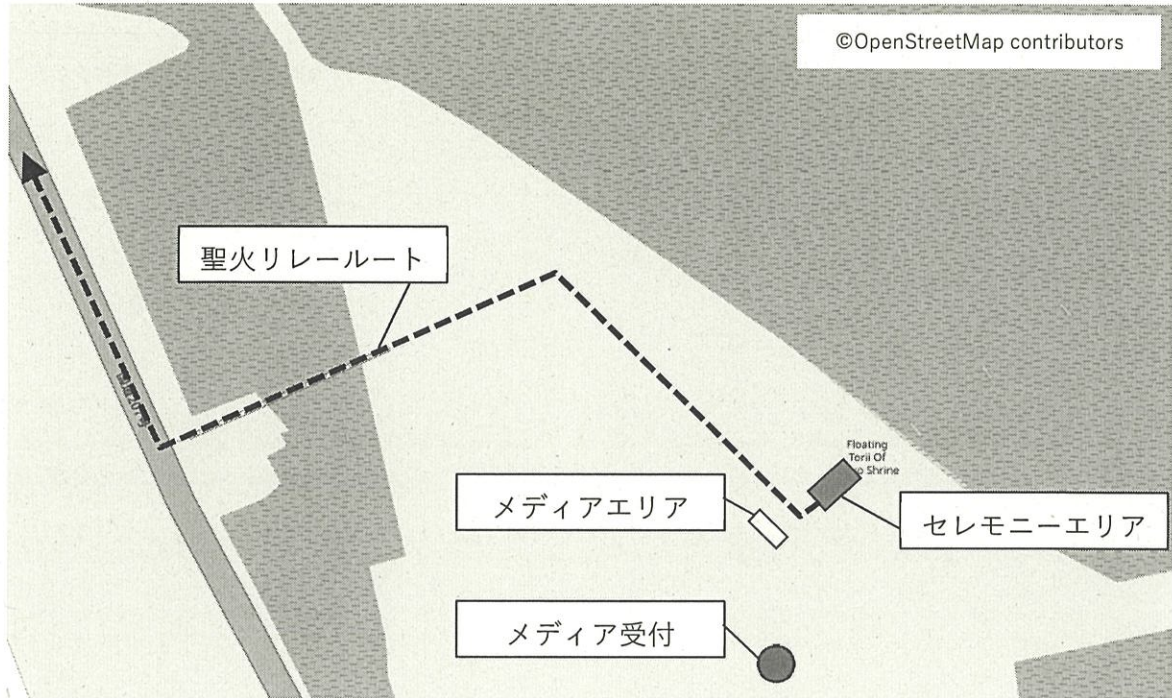 ©OpenStreetMap contributors
聖火リレールート
Floating
Torii Of
Shrine
メディアエリア
セレモニーエリア
メディア受付